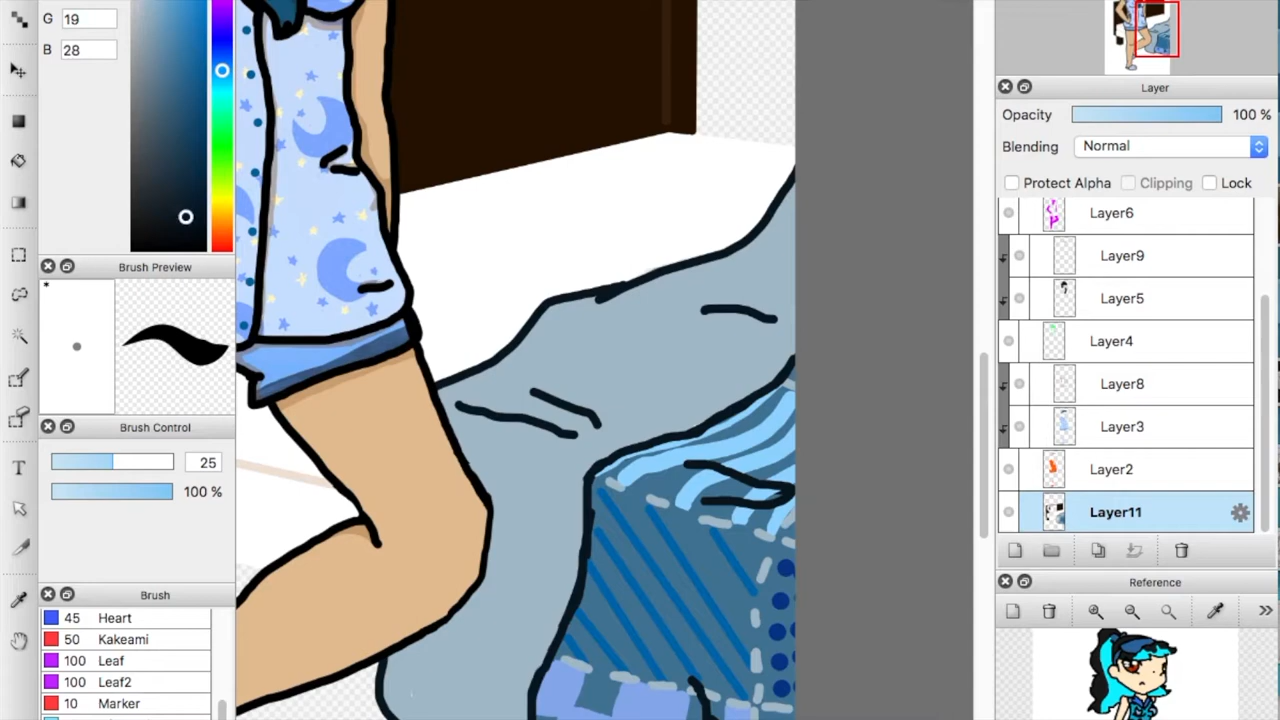 G 19
B 28
Brush Preview
*
Brush Control
25
100 %
Brush
45 Heart
50 Kakeami
100 Leaf
100 Leaf2
10 Marker
T
Layer
Opacity 100 %
Blending Normal
Protect Alpha Clipping Lock
Layer6
Layer9
Layer5
Layer4
Layer8
Layer3
Layer2
Layer11
Reference